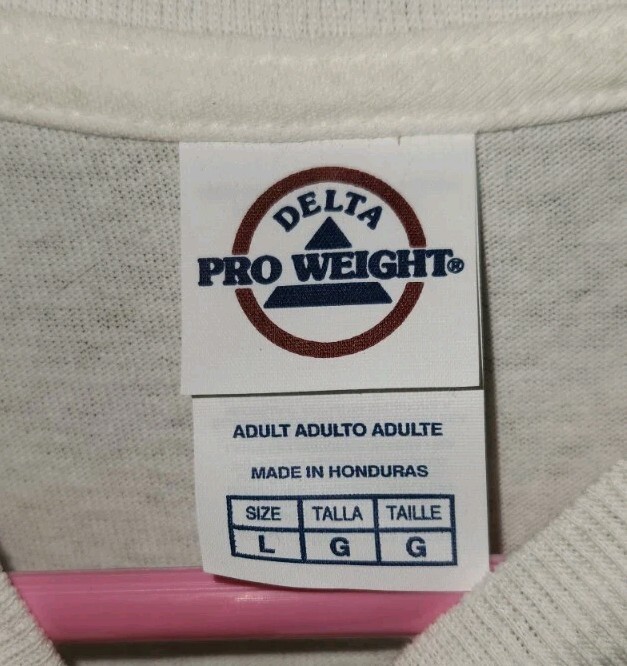 DELTA
PRO WEIGHT®
ADULT ADULTO ADULTE
MADE IN HONDURAS
SIZE TALLA TAILLE
L G G